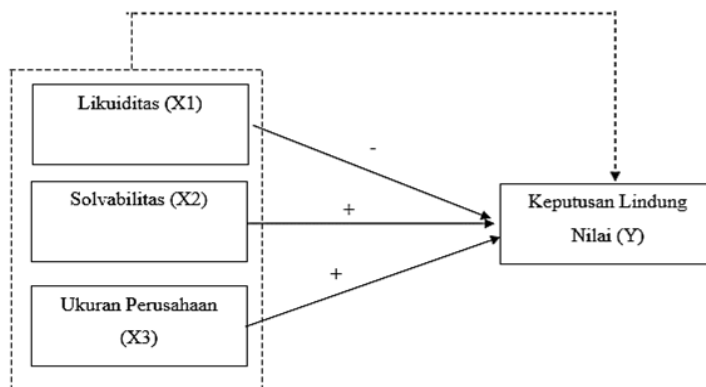 Likuiditas (X1)
-
Solvabilitas (X2)
+
Keputusan Lindung
Nilai (Y)
+
Ukuran Perusahaan
(X3)